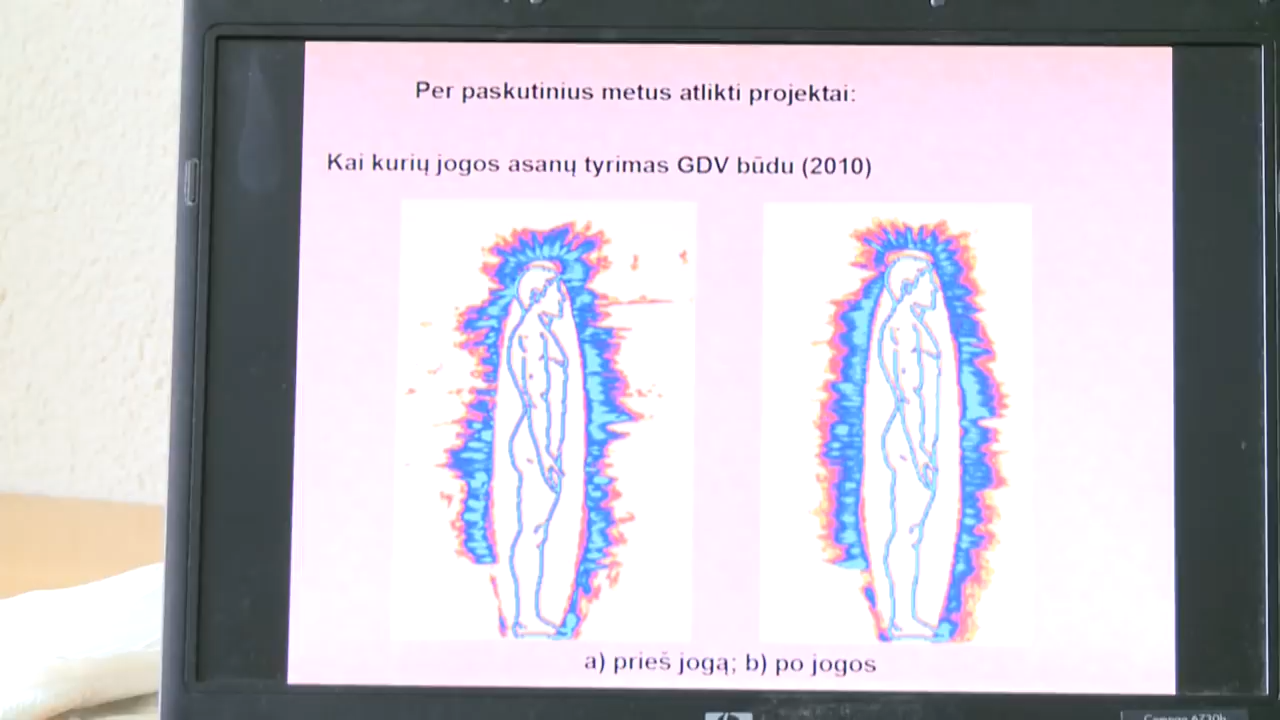 Per paskutinius metus atlikti projektai:
Kai kurių jogos asanų tyrimas GDV būdu (2010)
a) prieš jogą; b) po jogos